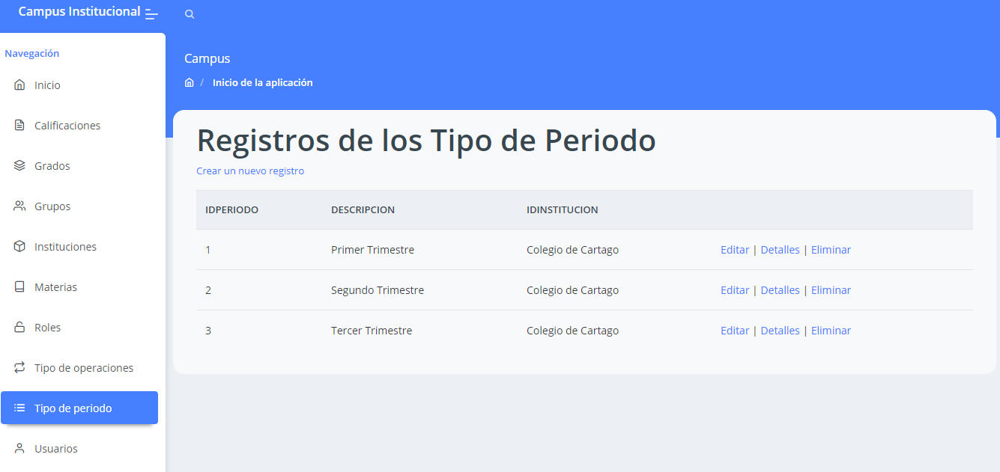 Campus Institucional
Navegación
Inicio
Calificaciones
Grados
Grupos
Instituciones
Materias
Roles
Tipo de operaciones
Tipo de periodo
Usuarios
Campus
/ Inicio de la aplicación
Registros de los Tipo de Periodo
Crear un nuevo registro
IDPERIODO DESCRIPCION IDINSTITUCION
1 Primer Trimestre Colegio de Cartago Editar | Detalles | Eliminar
2 Segundo Trimestre Colegio de Cartago Editar | Detalles | Eliminar
3 Tercer Trimestre Colegio de Cartago Editar | Detalles | Eliminar